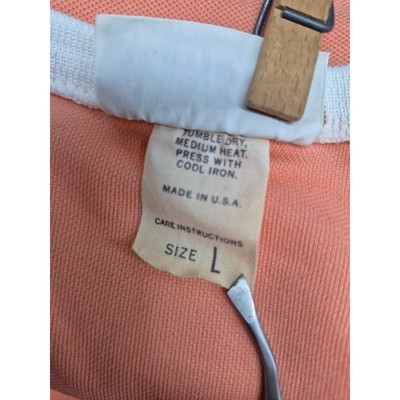 TUMBLE DRY,
MEDIUM HEAT.
PRESS WITH
COOL IRON.
MADE IN U.S.A.
CARE INSTRUCTIONS
SIZE L